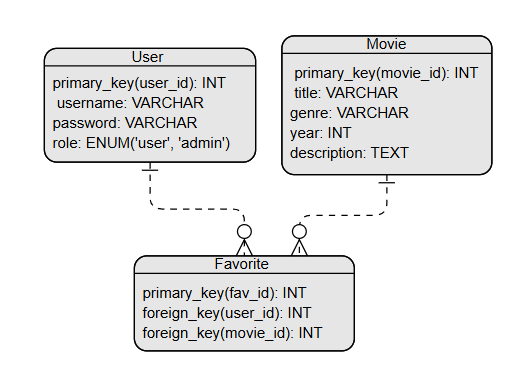 User
primary_key(user_id): INT
username: VARCHAR
password: VARCHAR
role: ENUM('user', 'admin')
Movie
primary_key(movie_id): INT
title: VARCHAR
genre: VARCHAR
year: INT
description: TEXT
Favorite
primary_key(fav_id): INT
foreign_key(user_id): INT
foreign_key(movie_id): INT